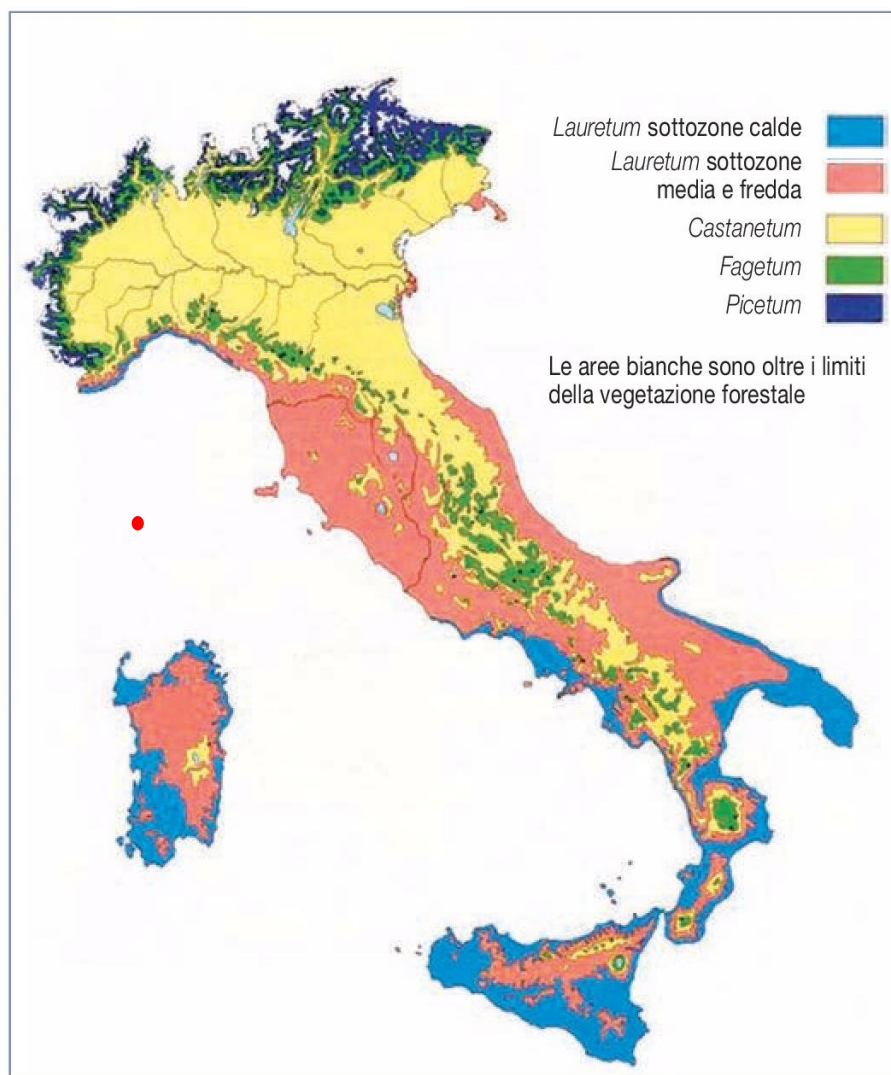 Lauretum sottozone calde
Lauretum sottozone
media e fredda
Castanetum
Fagetum
Picetum
Le aree bianche sono oltre i limiti
della vegetazione forestale